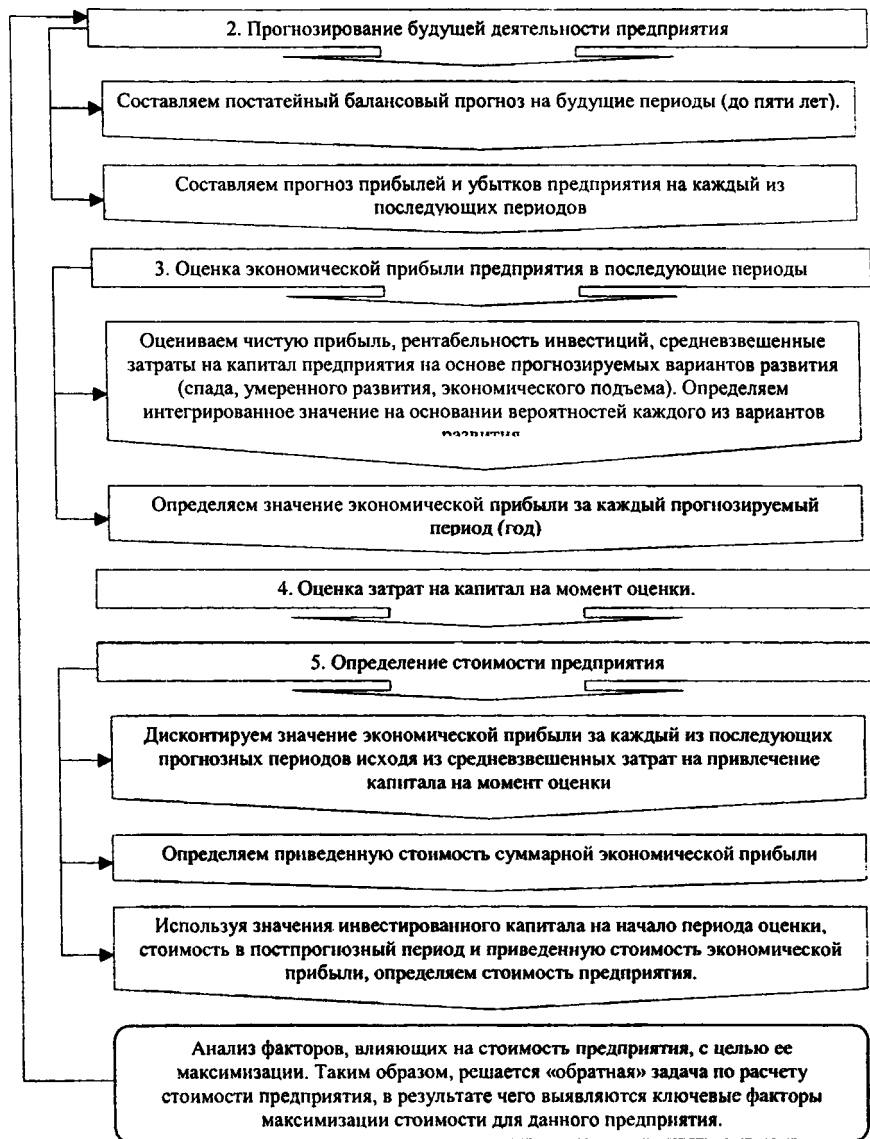 2. Прогнозирование будущей деятельности предприятия
Составляем постатейный балансовый прогноз на будущие периоды (до пяти лет).
Составляем прогноз прибылей и убытков предприятия на каждый из
последующих периодов
3. Оценка экономической прибыли предприятия в последующие периоды
Оцениваем чистую прибыль, рентабельность инвестиций, средневзвешенные
затраты на капитал предприятия на основе прогнозируемых вариантов развития
(спада, умеренного развития, экономического подъема). Определяем
интегрированное значение на основании вероятностей каждого из вариантов
развития
Определяем значение экономической прибыли за каждый прогнозируемый
период (год)
4. Оценка затрат на капитал на момент оценки.
5. Определение стоимости предприятия
Дисконтируем значение экономической прибыли за каждый из последующих
прогнозных периодов исходя из средневзвешенных затрат на привлечение
капитала на момент оценки
Определяем приведенную стоимость суммарной экономической прибыли
Используя значения инвестированного капитала на начало периода оценки,
стоимость в постпрогнозный период и приведенную стоимость экономической
прибыли, определяем стоимость предприятия.
Анализ факторов, влияющих на стоимость предприятия, с целью ее
максимизации. Таким образом, решается «обратная» задача по расчету
стоимости предприятия, в результате чего выявляются ключевые факторы
максимизации стоимости для данного предприятия.